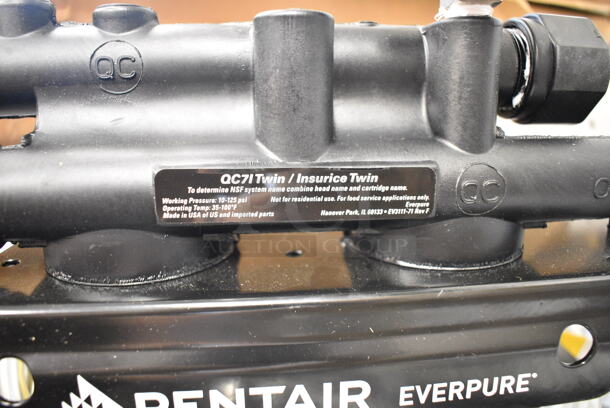 QC
QC
QC7I Twin / Insurice Twin
To determine NSF system name combine head name and cartridge name.
Working Pressure: 10-125 psi Not for residential use. For food service applications only.
Operating Temp: 35-100°F Everpure
Made in USA of US and imported parts Hanover Park, IL 60133 • EV3111-71 Rev F
AUCTION GROUP
PENTAIR EVERPURE®